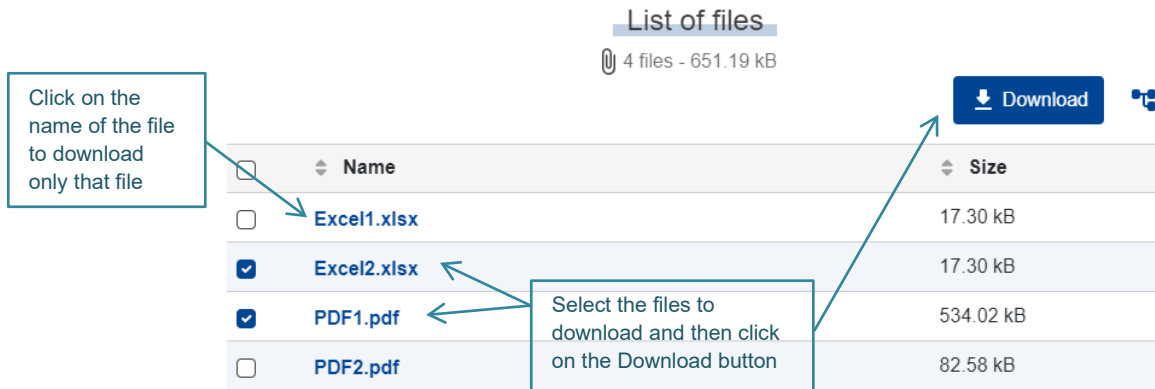 List of files
4 files - 651.19 kB
Click on the
name of the file
to download
only that file
Download
Name Size
Excel1.xlsx 17.30 kB
Excel2.xlsx 17.30 kB
PDF1.pdf 534.02 kB
PDF2.pdf 82.58 kB
Select the files to
download and then click
on the Download button